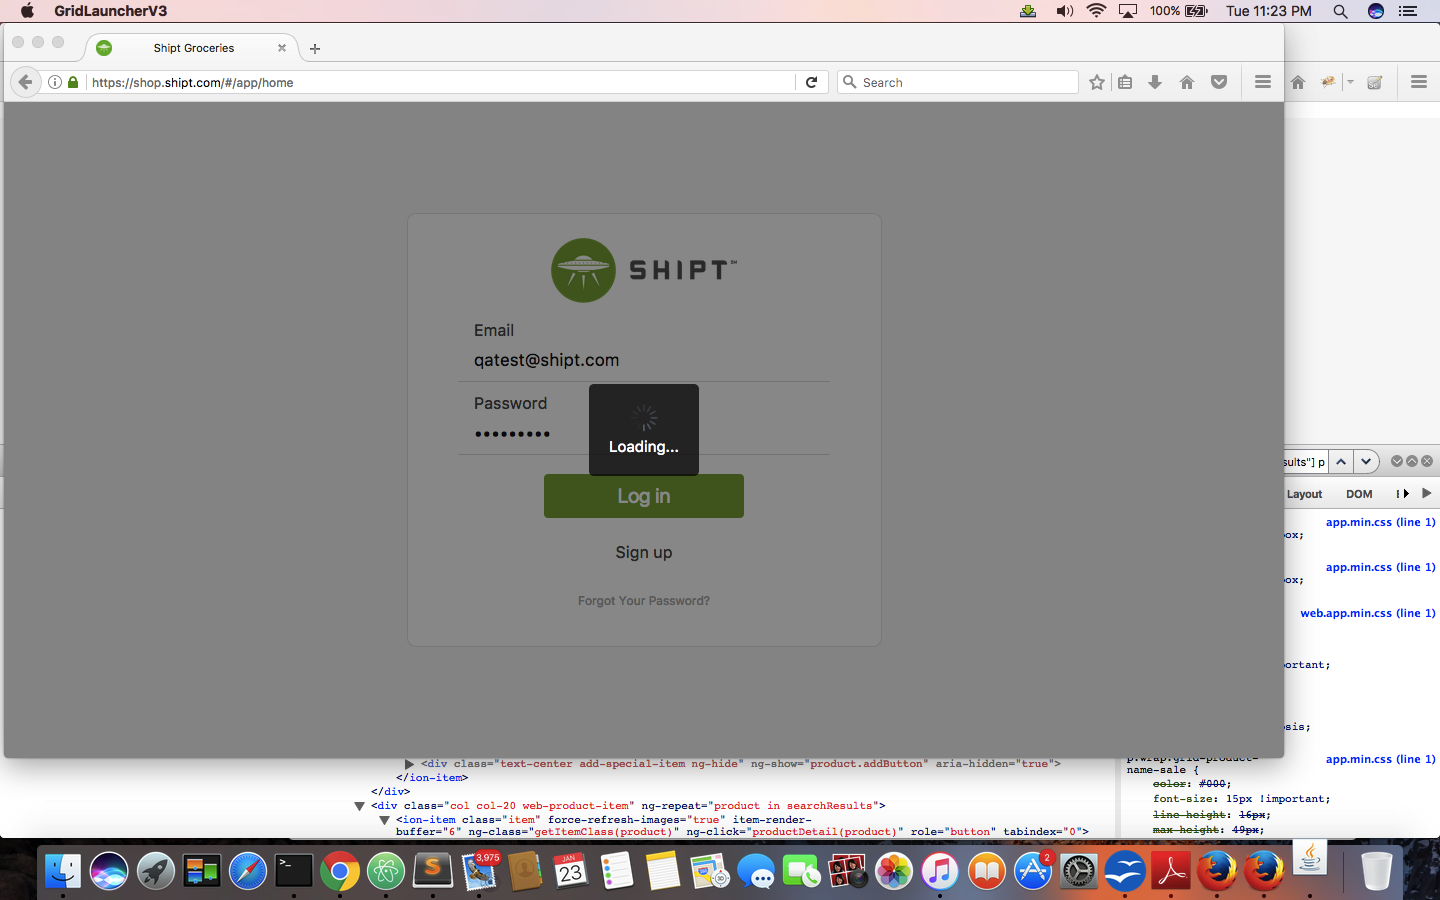 GridLauncherV3
100%
Tue 11:23 PM
Shipt Groceries
https://shop.shipt.com/#/app/home
Search
SHIPT
SM
Email
qatest@shipt.com
Password
Loading...
Log in
Sign up
Forgot Your Password?
sults"] p
Layout DOM
app.min.css (line 1)
ox;
app.min.css (line 1)
ox;
web.app.min.css (line 1)
ortant;
sis;
app.min.css (line 1)
p.wrap.grid-product-
name-sale {
color: #000;
font-size: 15px !important;
line-height: 16px;
max-height: 49px;
<div class="text-center add-special-item ng-hide" ng-show="product.addButton" aria-hidden="true">
</ion-item>
</div>
<div class="col col-20 web-product-item" ng-repeat="product in searchResults">
<ion-item class="item" force-refresh-images="true" item-render-
buffer="6" ng-class="getItemClass(product)" ng-click="productDetail(product)" role="button" tabindex="0">
3,975
JAN
23
2